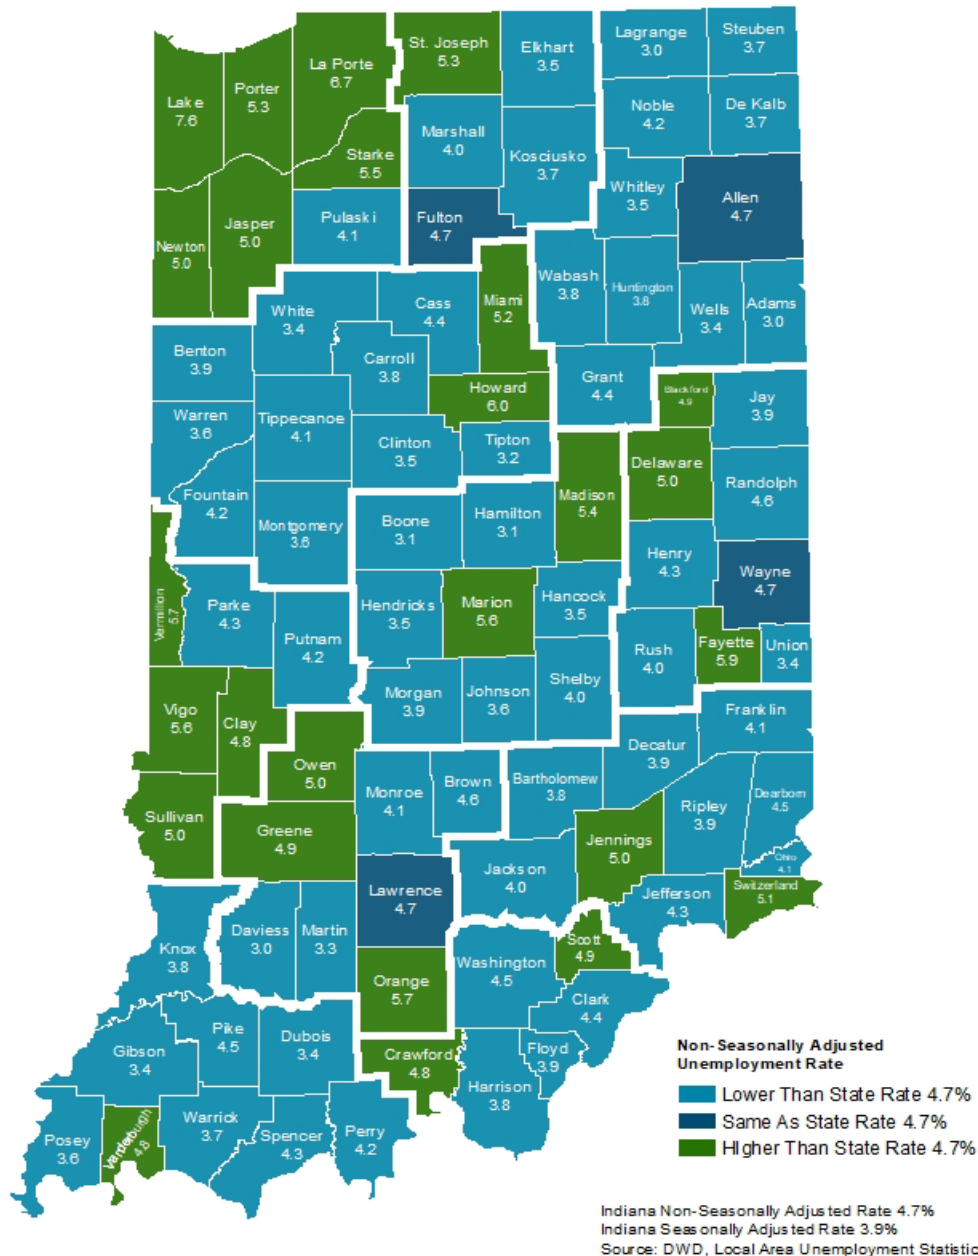 Lagrange
3.0
Steuben
3.7
St. Joseph
5.3
Elkhart
3.5
La Porte
6.7
Porter
5.3
Lake
7.6
Noble
4.2
De Kalb
3.7
Marshall
4.0
Kosciusko
3.7
Starke
5.5
Whitley
3.5
Allen
4.7
Pulaski
4.1
Fulton
4.7
Jasper
5.0
Newton
5.0
Wabash
3.8
Huntington
3.8
Miami
5.2
White
3.4
Cass
4.4
Wells
3.4
Adams
3.0
Benton
3.9
Carroll
3.8
Grant
4.4
Howard
6.0
Blackford
4.9
Jay
3.9
Warren
3.6
Tippecanoe
4.1
Clinton
3.5
Tipton
3.2
Delaware
5.0
Randolph
4.6
Fountain
4.2
Madison
5.4
Montgomery
3.6
Boone
3.1
Hamilton
3.1
Henry
4.3
Wayne
4.7
Vermillion
5.7
Parke
4.3
Putnam
4.2
Hendricks
3.5
Marion
5.6
Hancock
3.5
Rush
4.0
Fayette
5.9
Union
3.4
Vigo
5.6
Clay
4.8
Morgan
3.9
Johnson
3.6
Shelby
4.0
Franklin
4.1
Owen
5.0
Decatur
3.9
Monroe
4.1
Brown
4.6
Bartholomew
3.8
Ripley
3.9
Dearborn
4.5
Sullivan
5.0
Greene
4.9
Jennings
5.0
Ohio
4.1
Jackson
4.0
Lawrence
4.7
Jefferson
4.3
Switzerland
5.1
Knox
3.8
Daviess
3.0
Martin
3.3
Scott
4.9
Washington
4.5
Orange
5.7
Clark
4.4
Gibson
3.4
Pike
4.5
Dubois
3.4
Crawford
4.8
Floyd
3.9
Harrison
3.8
Posey
3.6
Vanderburgh
4.8
Warrick
3.7
Spencer
4.3
Perry
4.2
Non-Seasonally Adjusted
Unemployment Rate
Lower Than State Rate 4.7%
Same As State Rate 4.7%
HIgher Than State Rate 4.7%
Indiana Non-Seasonally Adjusted Rate 4.7%
Indiana Seasonally Adjusted Rate 3.9%
Source: DWD, Local Area Unemployment Statistic